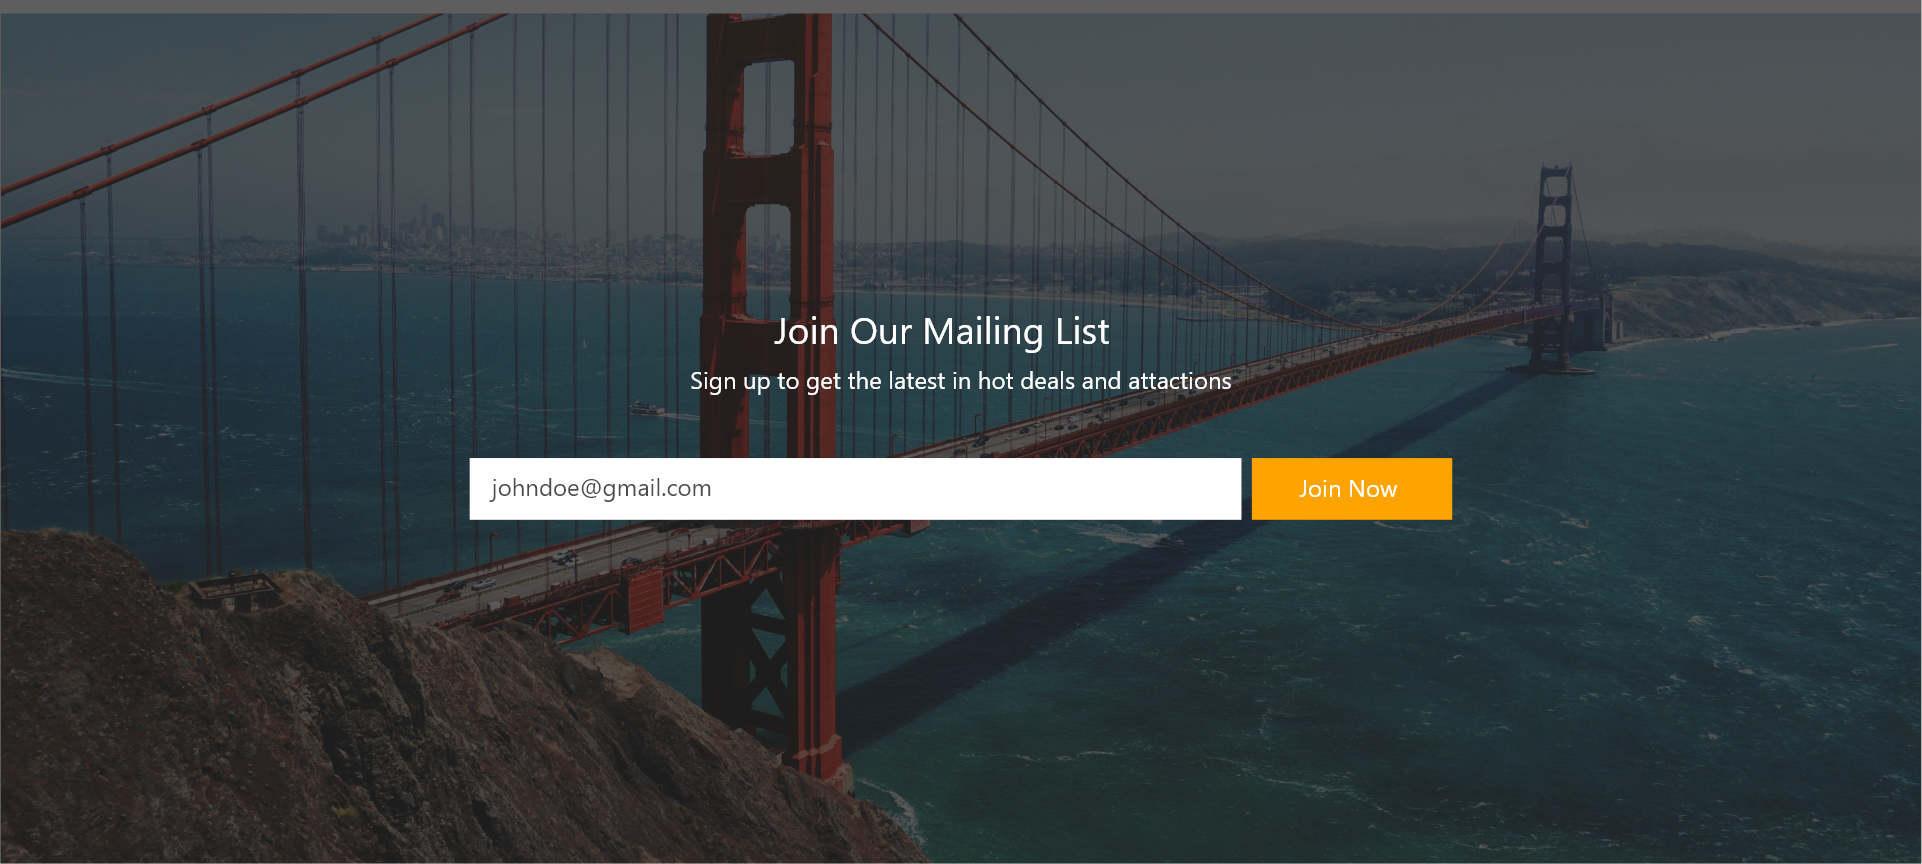 Join Our Mailing List
Sign up to get the latest in hot deals and attactions
johndoe@gmail.com
Join Now